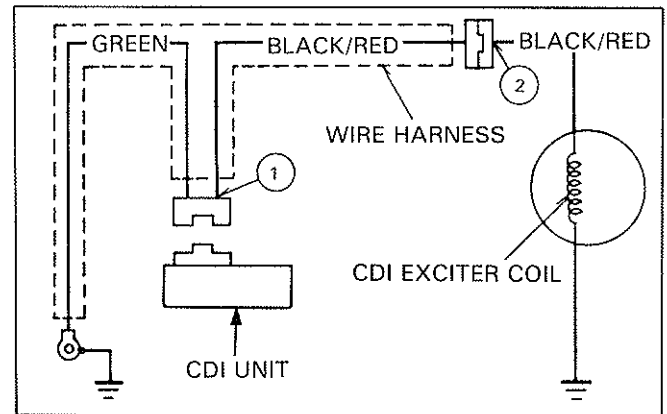 GREEN
BLACK/RED
BLACK/RED
2
WIRE HARNESS
1
CDI EXCITER COIL
CDI UNIT